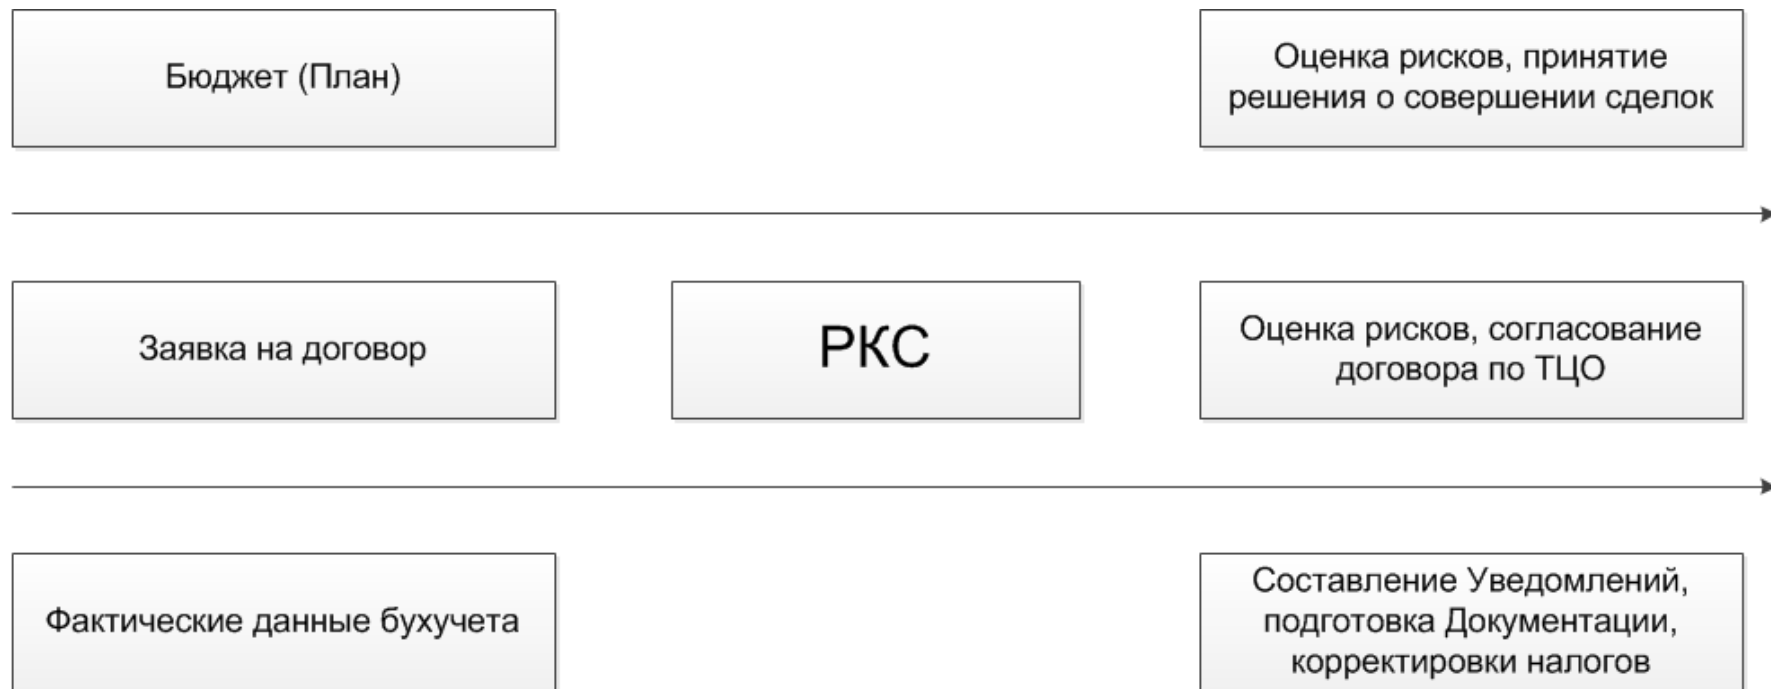 Бюджет (План)
Оценка рисков, принятие
решения о совершении сделок
Заявка на договор
РКС
Оценка рисков, согласование
договора по ТЦО
Фактические данные бухучета
Составление Уведомлений,
подготовка Документации,
корректировки налогов